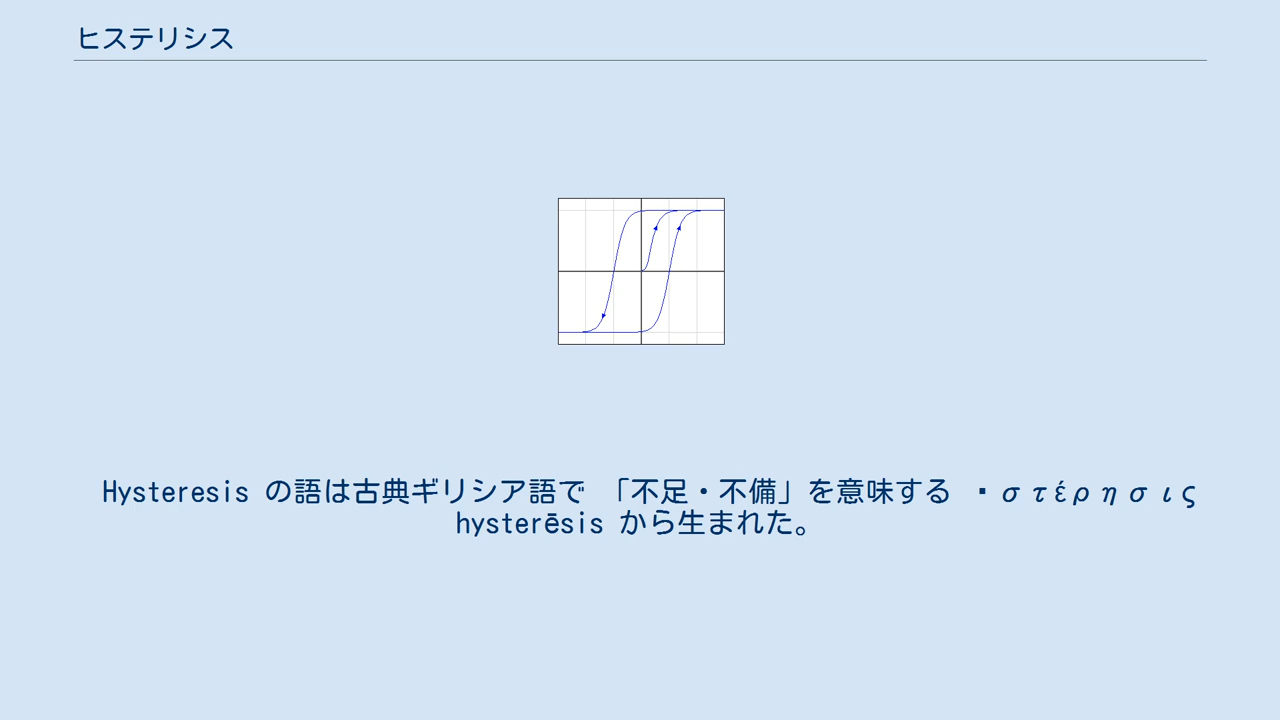 ヒステリシス
Hysteresis の語は古典ギリシア語で 「不足・不備」を意味する ・στέρησις
hysterēsis から生まれた。